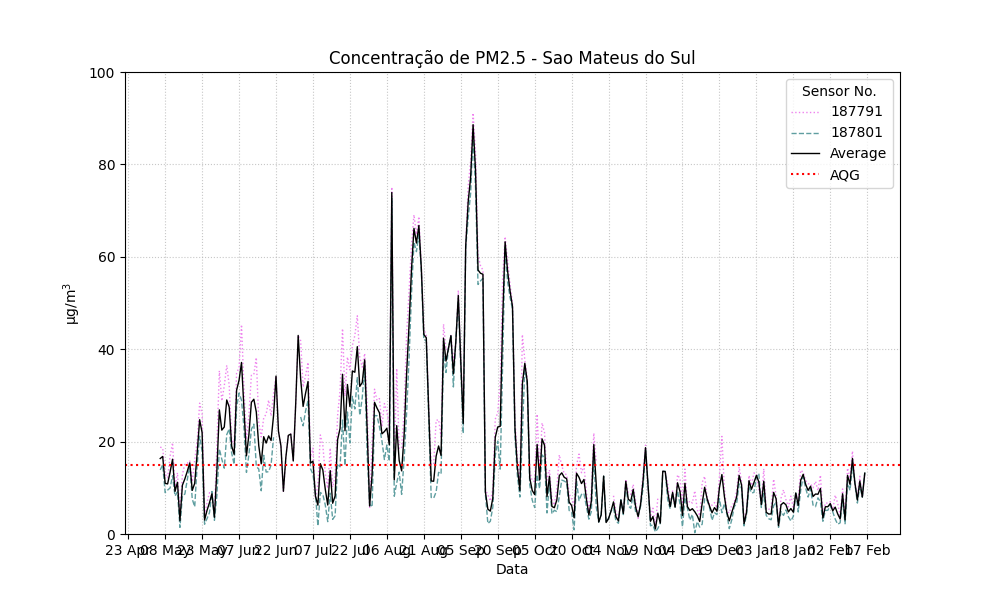 Concentração de PM2.5 - Sao Mateus do Sul
100
80
60
40
20
0
µg/m³
Sensor No.
187791
187801
Average
AQG
23 Apr 08 May 23 May 07 Jun 22 Jun 07 Jul 22 Jul 06 Aug 21 Aug 05 Sep 20 Sep 05 Oct 20 Oct 04 Nov 19 Nov 04 Dec 19 Dec 03 Jan 18 Jan 02 Feb 17 Feb
Data